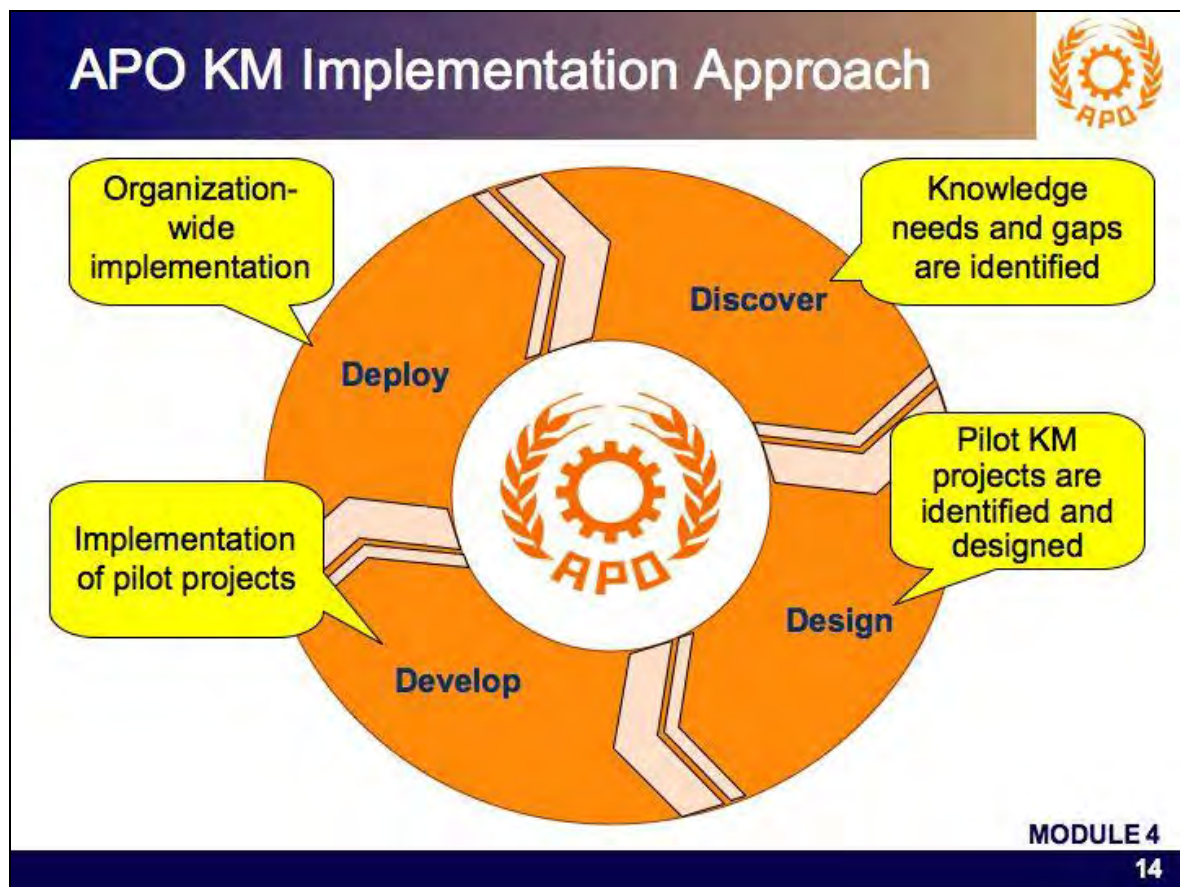 APO KM Implementation Approach
APO
Organization-
wide
implementation
Knowledge
needs and gaps
are identified
Discover
Deploy
Pilot KM
projects are
identified and
designed
Implementation
of pilot projects
APO
Design
Develop
MODULE 4
14